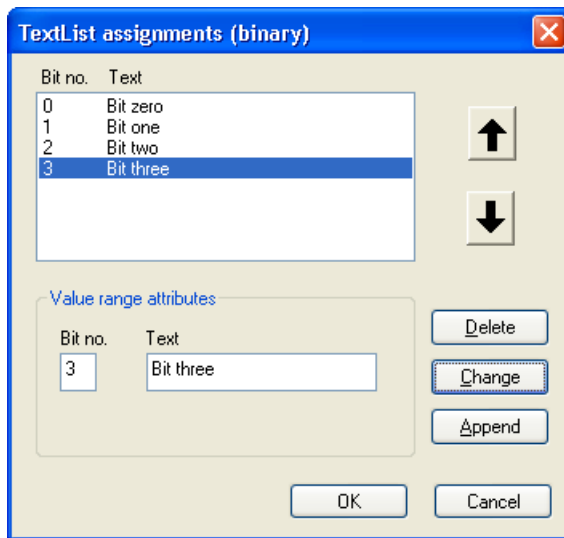 TextList assignments (binary)
Bit no. Text
0 Bit zero
1 Bit one
2 Bit two
3 Bit three
Value range attributes
Bit no. Text
3 Bit three
Delete
Change
Append
OK Cancel